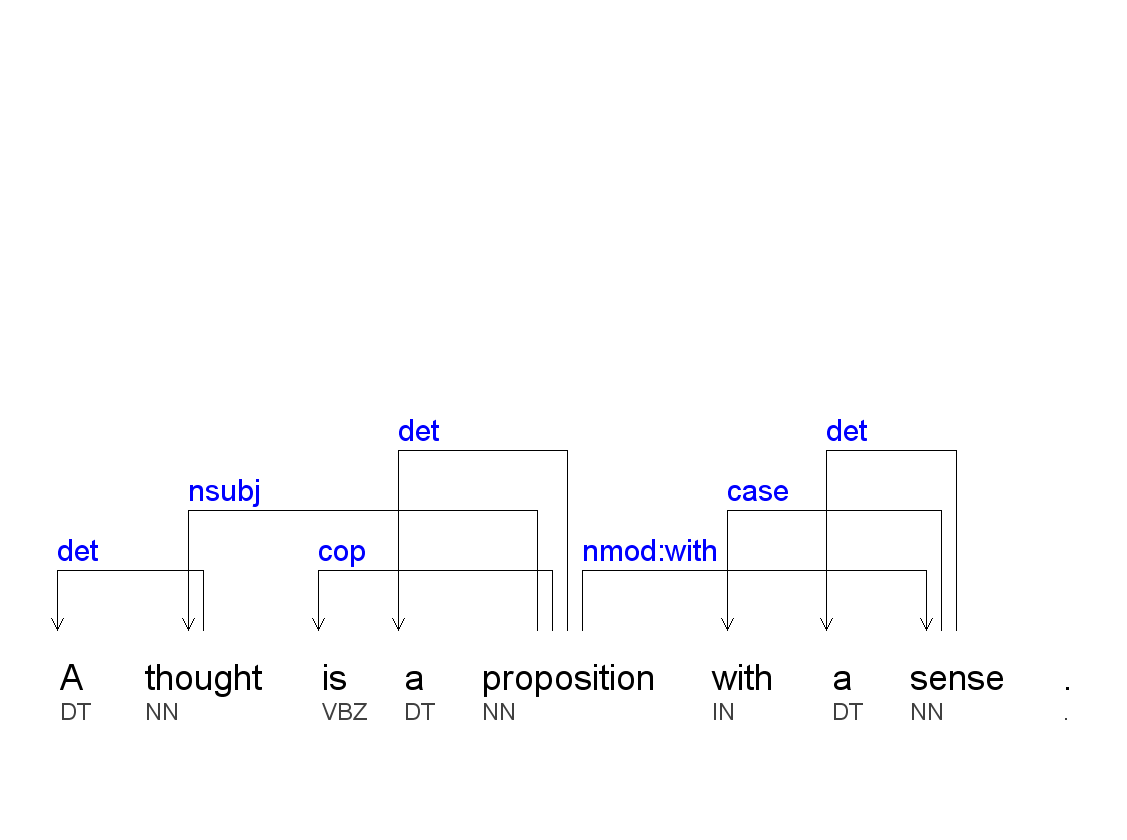 det det
nsubj case
det cop nmod:with
A thought is a proposition with a sense .
DT NN VBZ DT NN IN DT NN .